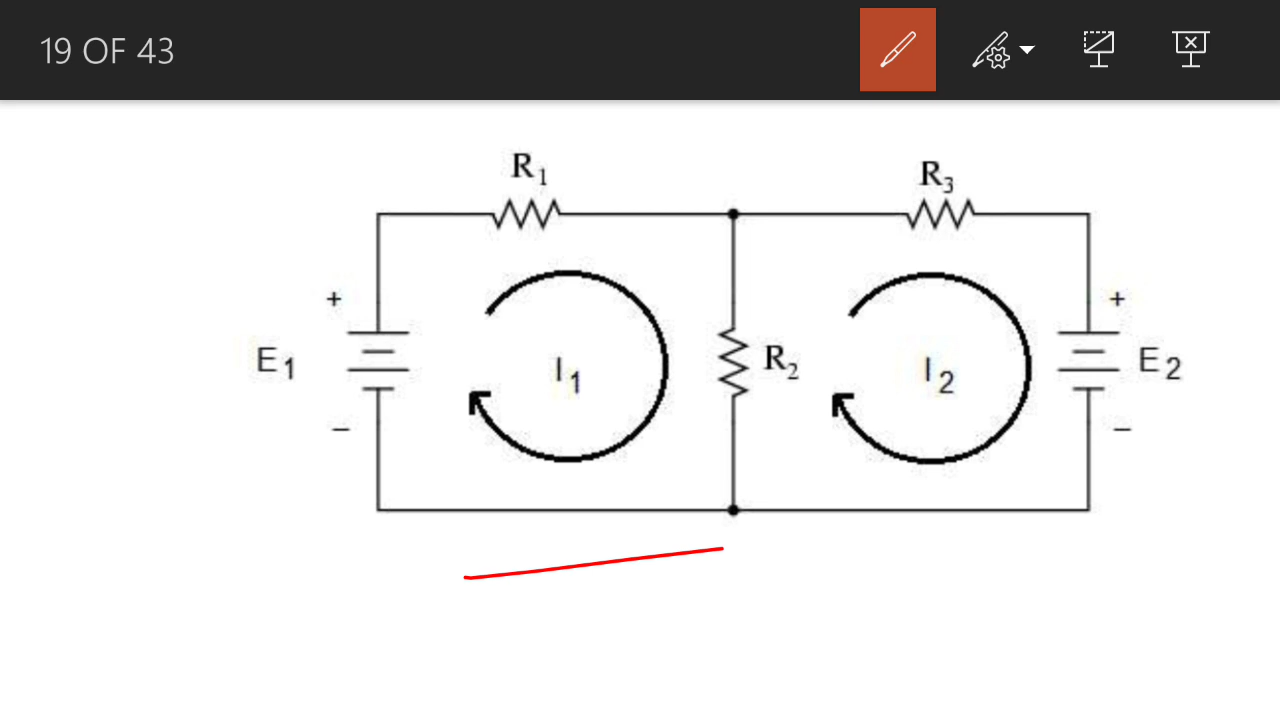 19 OF 43
R1
R3
+
+
E1
I1
R2
I2
E2
−
−